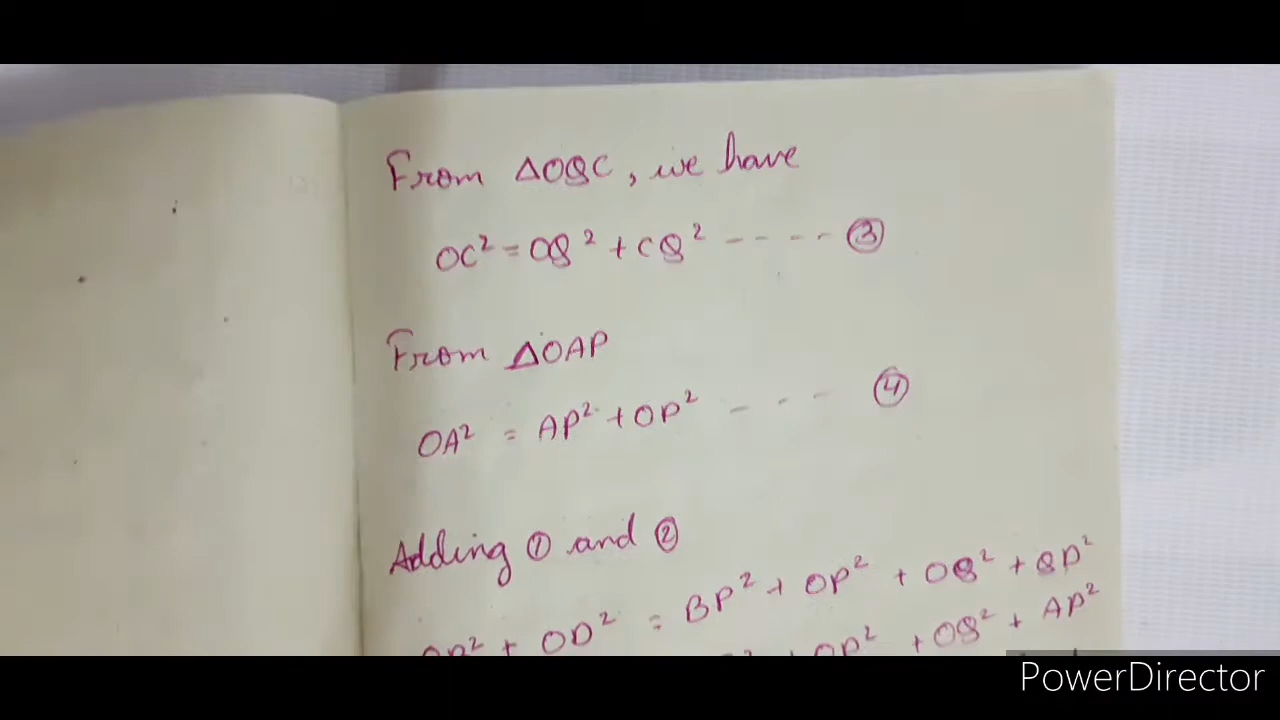 From ΔOQC, we have
OC² = OQ² + CQ² ----- ③
From ΔOAP
OA² = AP² + OP² - - - - ④
Adding ① and ②
+ OD² = BP² + OP² + OQ² + QD²
+ OP² + OQ² + AP²
PowerDirector